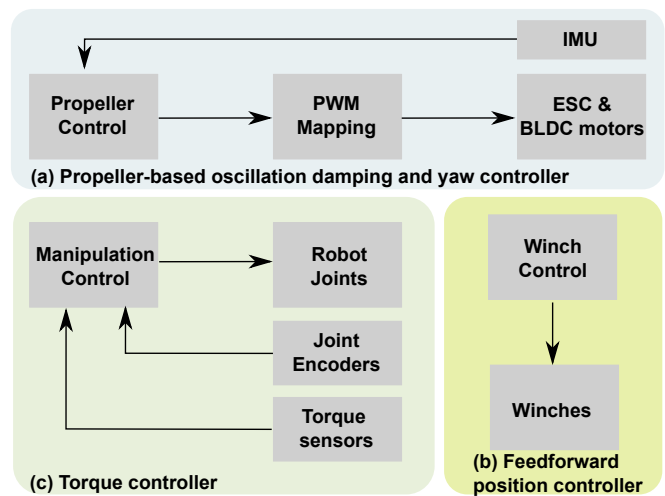 IMU
Propeller
Control
PWM
Mapping
ESC &
BLDC motors
(a) Propeller-based oscillation damping and yaw controller
Manipulation
Control
Robot
Joints
Joint
Encoders
Torque
sensors
(c) Torque controller
Winch
Control
Winches
(b) Feedforward
position controller